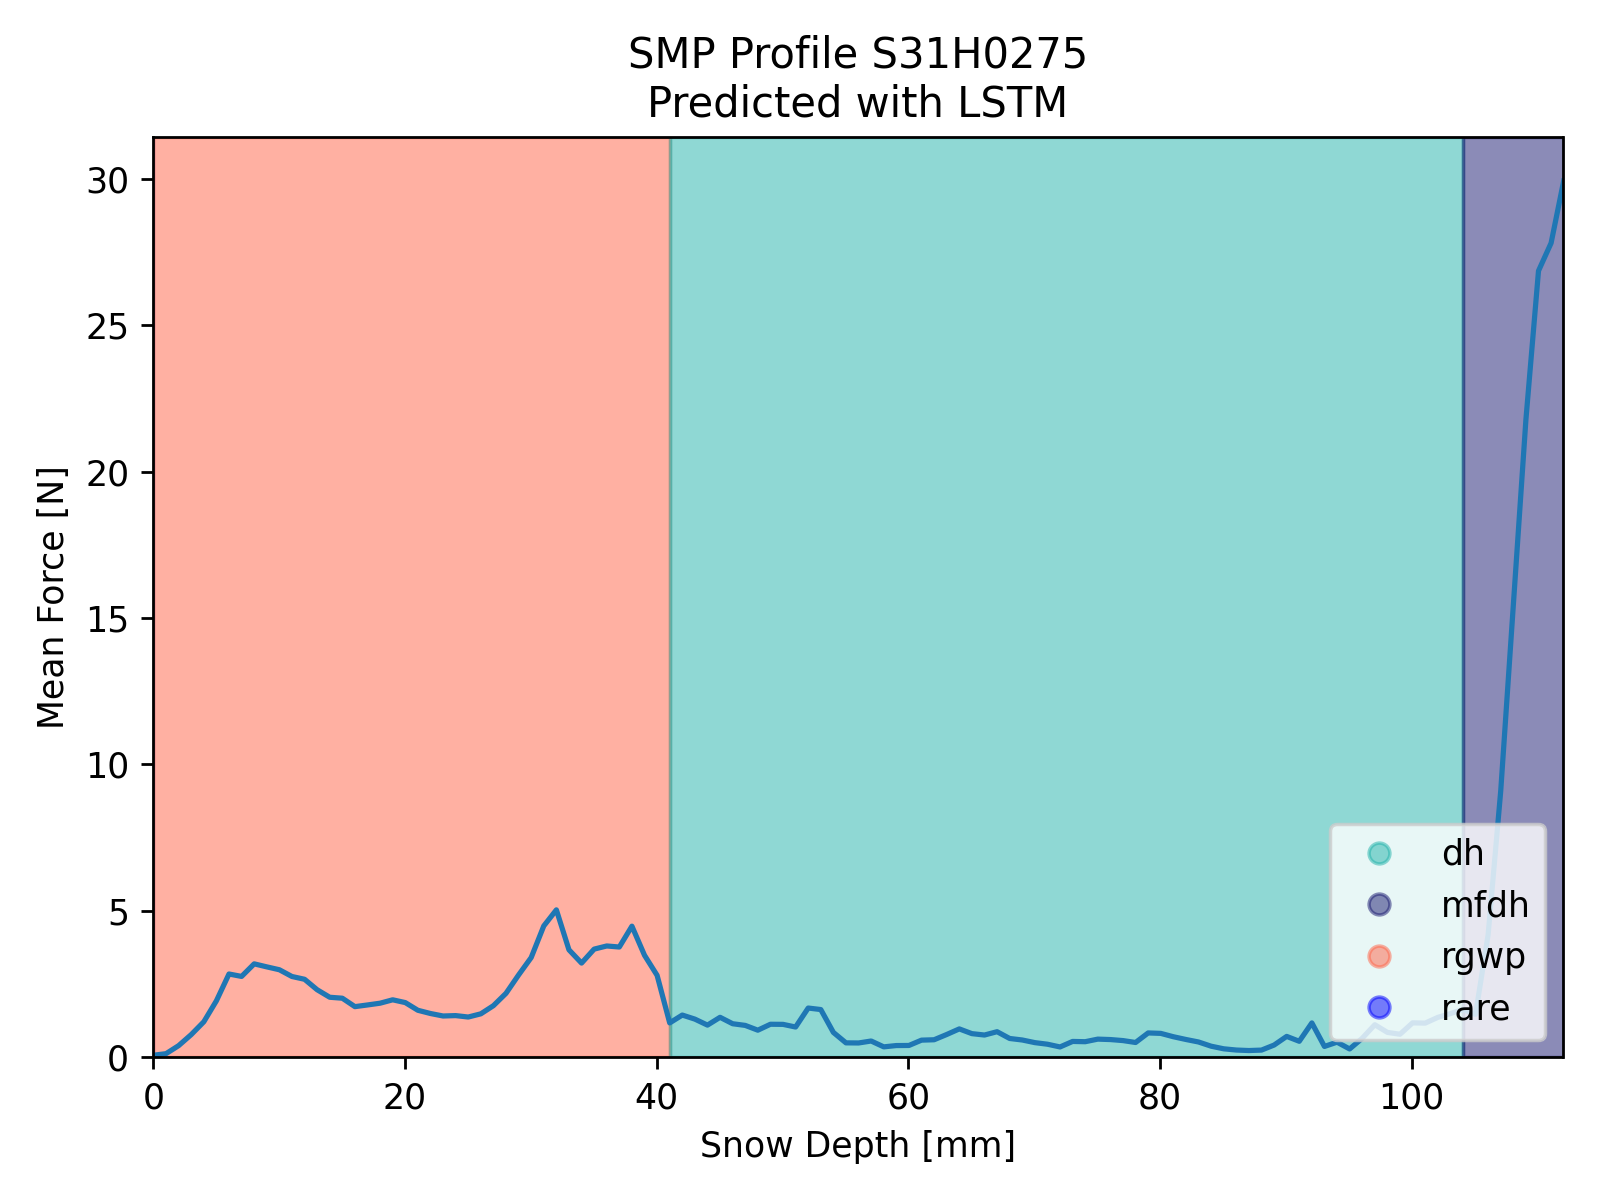 SMP Profile S31H0275
Predicted with LSTM
30
25
20
15
10
5
0
Mean Force [N]
dh
mfdh
rgwp
rare
0 20 40 60 80 100
Snow Depth [mm]